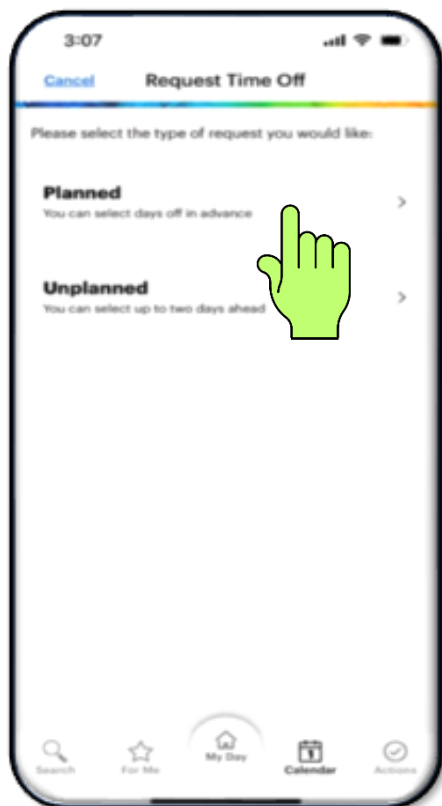 3:07
Cancel Request Time Off
Please select the type of request you would like:
Planned
You can select days off in advance
Unplanned
You can select up to two days ahead
1
Search For Me My Day Calendar Actions